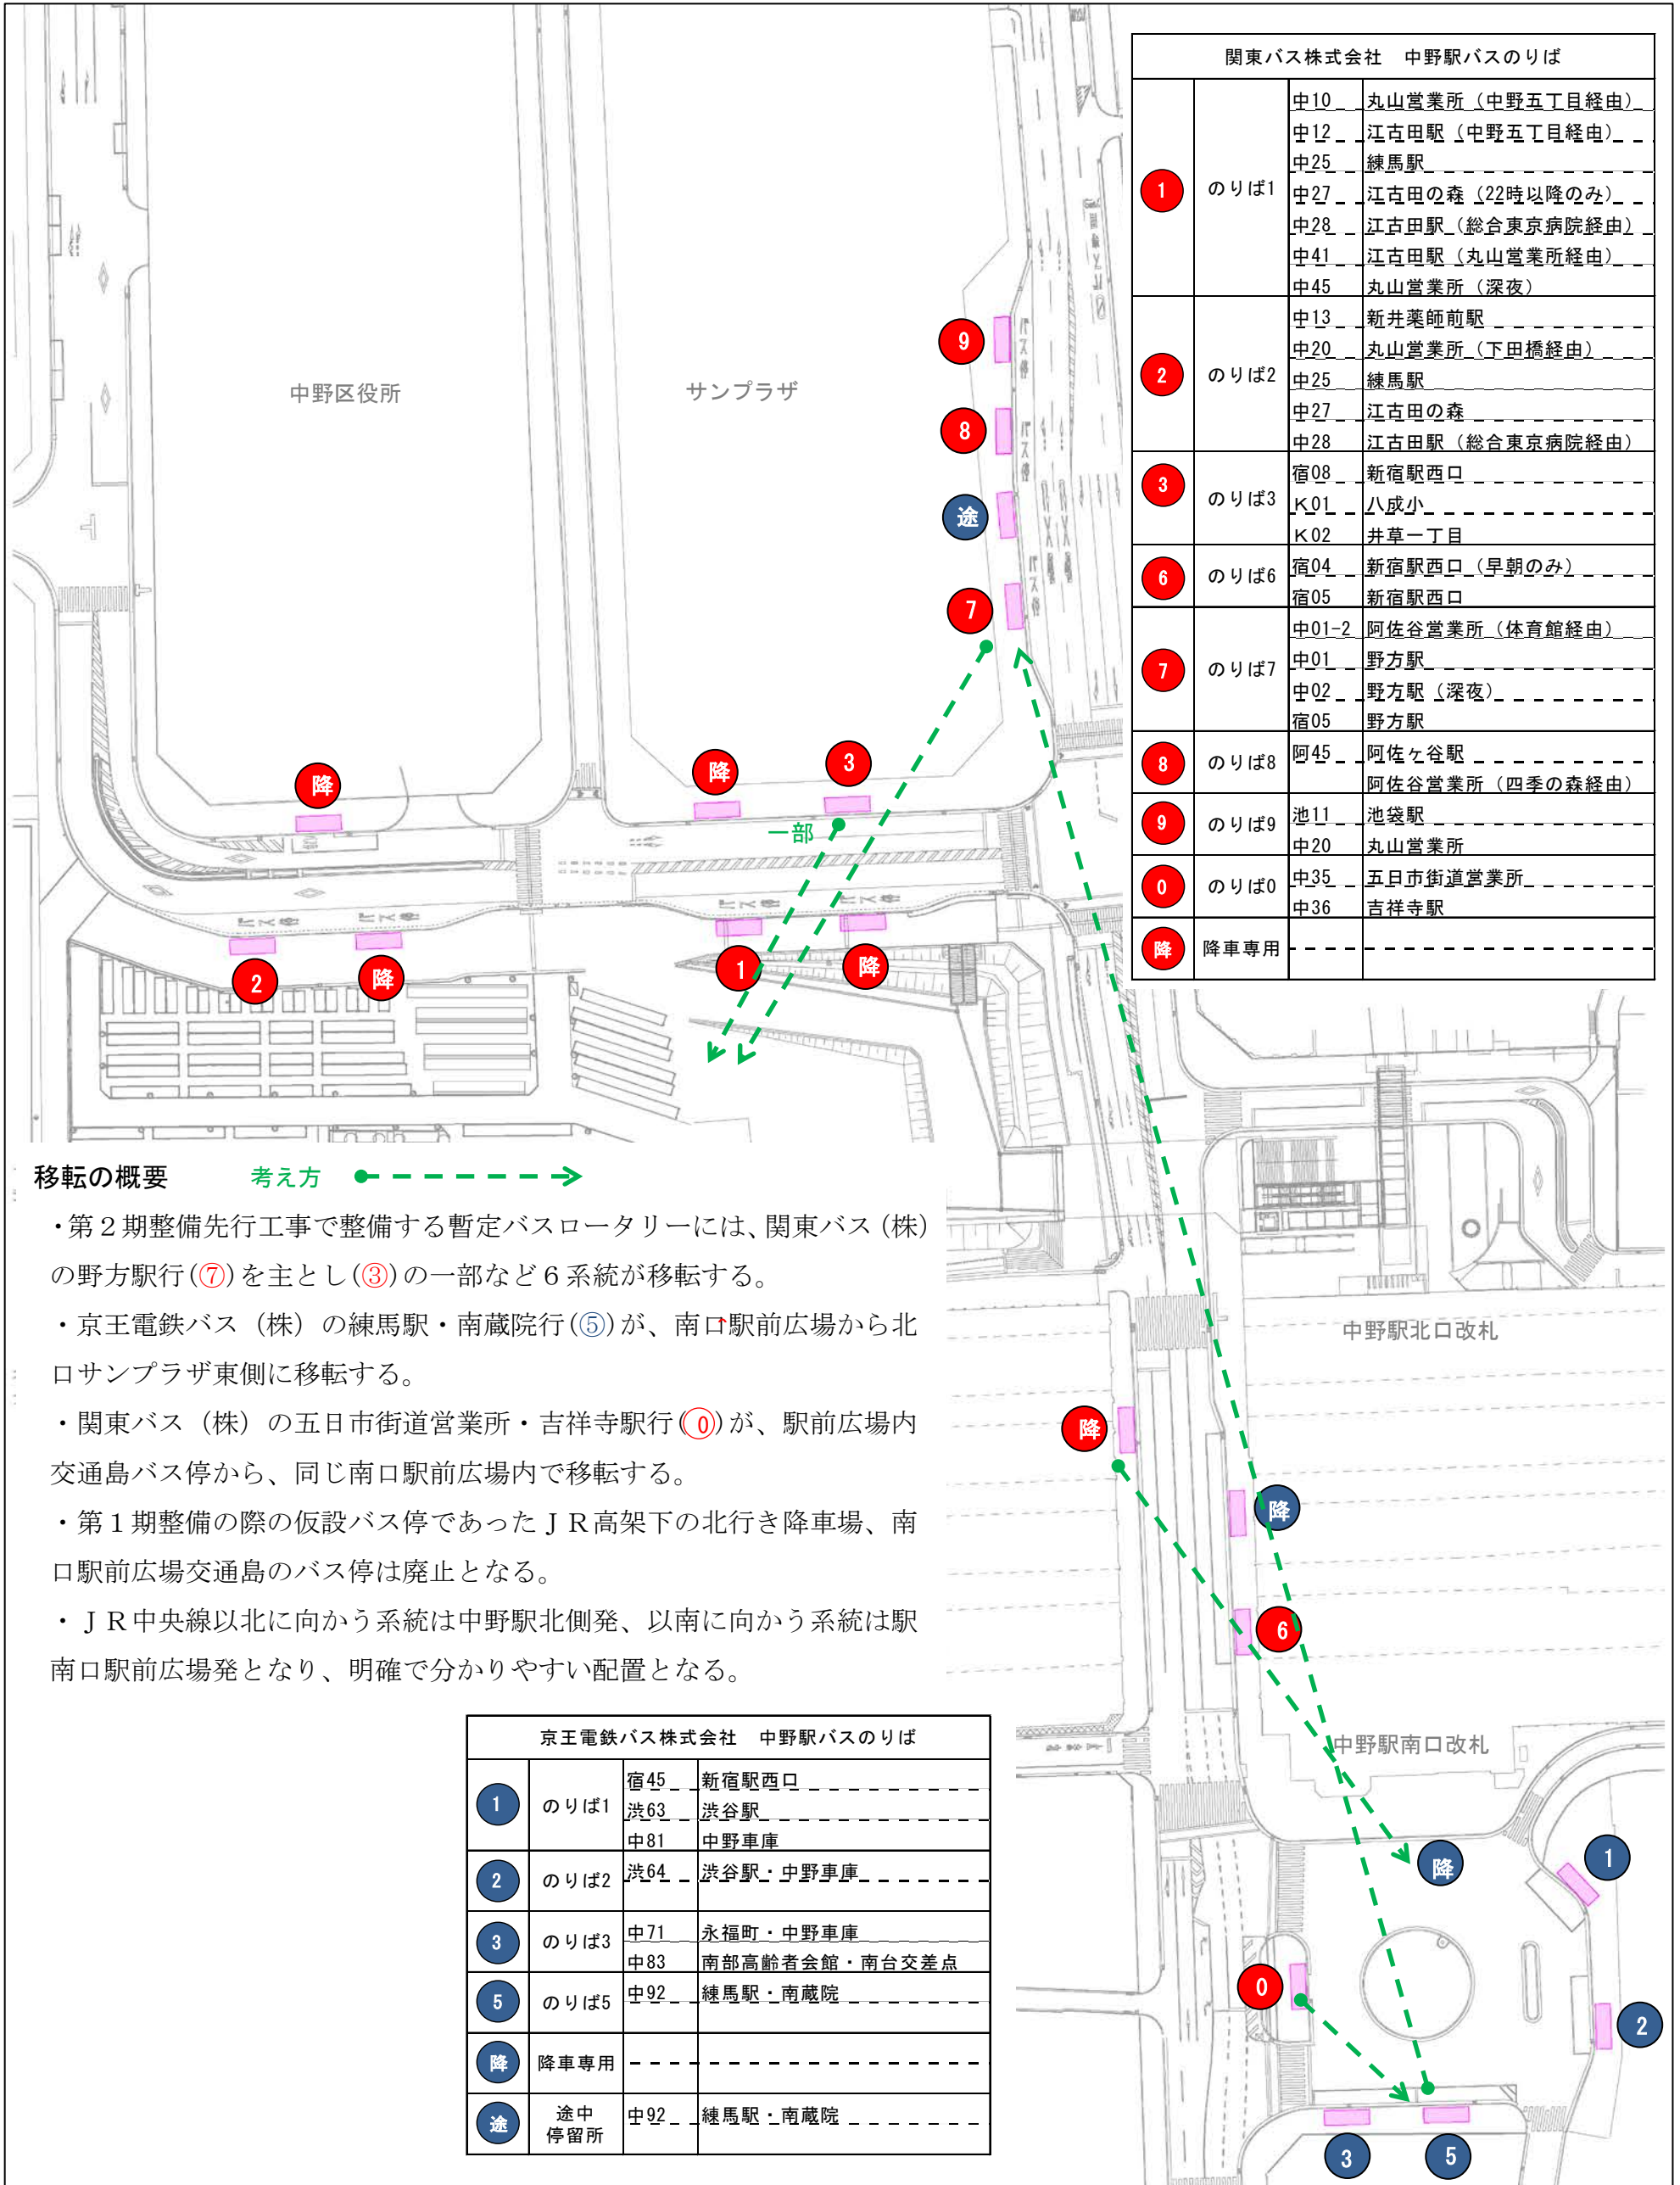 関東バス株式会社 中野駅バスのりば
1 のりば1 中10 丸山営業所（中野五丁目経由）
中12 江古田駅（中野五丁目経由）
中25 練馬駅
中27 江古田の森（22時以降のみ）
中28 江古田駅（総合東京病院経由）
中41 江古田駅（丸山営業所経由）
中45 丸山営業所（深夜）
2 のりば2 中13 新井薬師前駅
中20 丸山営業所（下田橋経由）
中25 練馬駅
中27 江古田の森
中28 江古田駅（総合東京病院経由）
3 のりば3 宿08 新宿駅西口
K01 八成小
K02 井草一丁目
6 のりば6 宿04 新宿駅西口（早朝のみ）
宿05 新宿駅西口
7 のりば7 中01-2 阿佐谷営業所（体育館経由）
中01 野方駅
中02 野方駅（深夜）
宿05 野方駅
8 のりば8 阿45 阿佐ヶ谷駅
阿佐谷営業所（四季の森経由）
9 のりば9 池11 池袋駅
中20 丸山営業所
0 のりば0 中35 五日市街道営業所
中36 吉祥寺駅
降 降車専用
中野区役所
サンプラザ
9
バス停
8
バス停
途
バス停
7
降
降
3
一部
バス停
バス停
バス停
バス停
2
降
1
降
移転の概要 考え方
・第２期整備先行工事で整備する暫定バスロータリーには、関東バス（株）
の野方駅行(⑦)を主とし(③)の一部など６系統が移転する。
・京王電鉄バス（株）の練馬駅・南蔵院行(⑤)が、南口駅前広場から北
口サンプラザ東側に移転する。
・関東バス（株）の五日市街道営業所・吉祥寺駅行(0)が、駅前広場内
交通島バス停から、同じ南口駅前広場内で移転する。
・第１期整備の際の仮設バス停であったＪＲ高架下の北行き降車場、南
口駅前広場交通島のバス停は廃止となる。
・ＪＲ中央線以北に向かう系統は中野駅北側発、以南に向かう系統は駅
南口駅前広場発となり、明確で分かりやすい配置となる。
中野駅北口改札
降
降
6
中野駅南口改札
降
1
0
2
3
5
京王電鉄バス株式会社 中野駅バスのりば
1 のりば1 宿45 新宿駅西口
渋63 渋谷駅
中81 中野車庫
2 のりば2 渋64 渋谷駅・中野車庫
3 のりば3 中71 永福町・中野車庫
中83 南部高齢者会館・南台交差点
5 のりば5 中92 練馬駅・南蔵院
降 降車専用
途 途中
停留所 中92 練馬駅・南蔵院